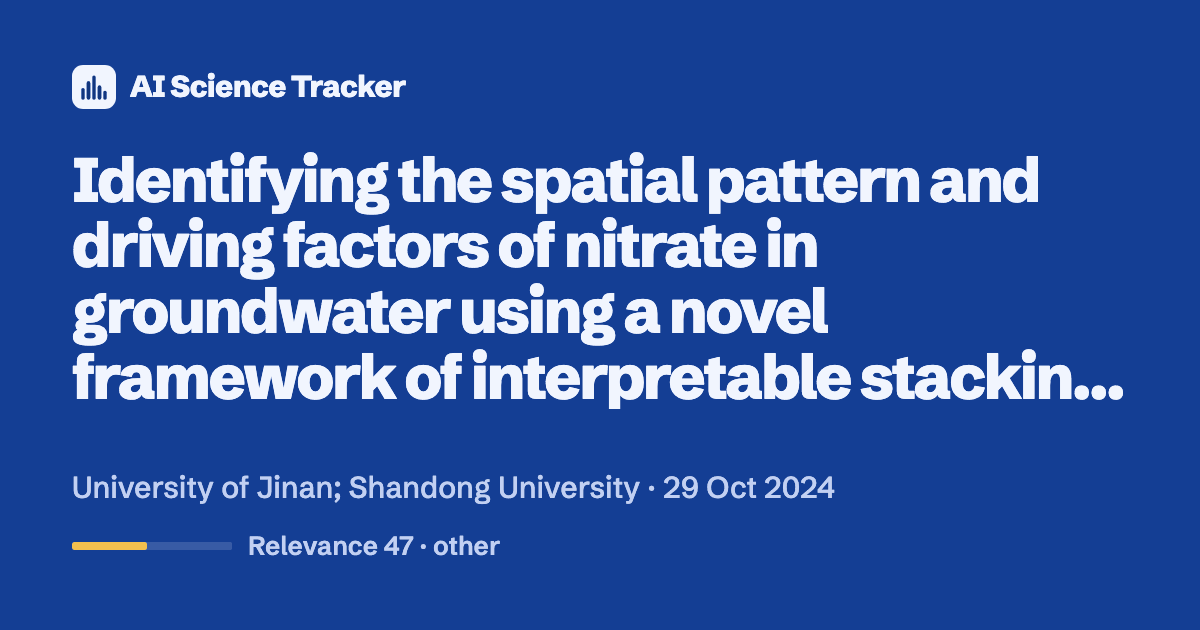 AI Science Tracker
Identifying the spatial pattern and
driving factors of nitrate in
groundwater using a novel
framework of interpretable stackin...
University of Jinan; Shandong University · 29 Oct 2024
Relevance 47 · other